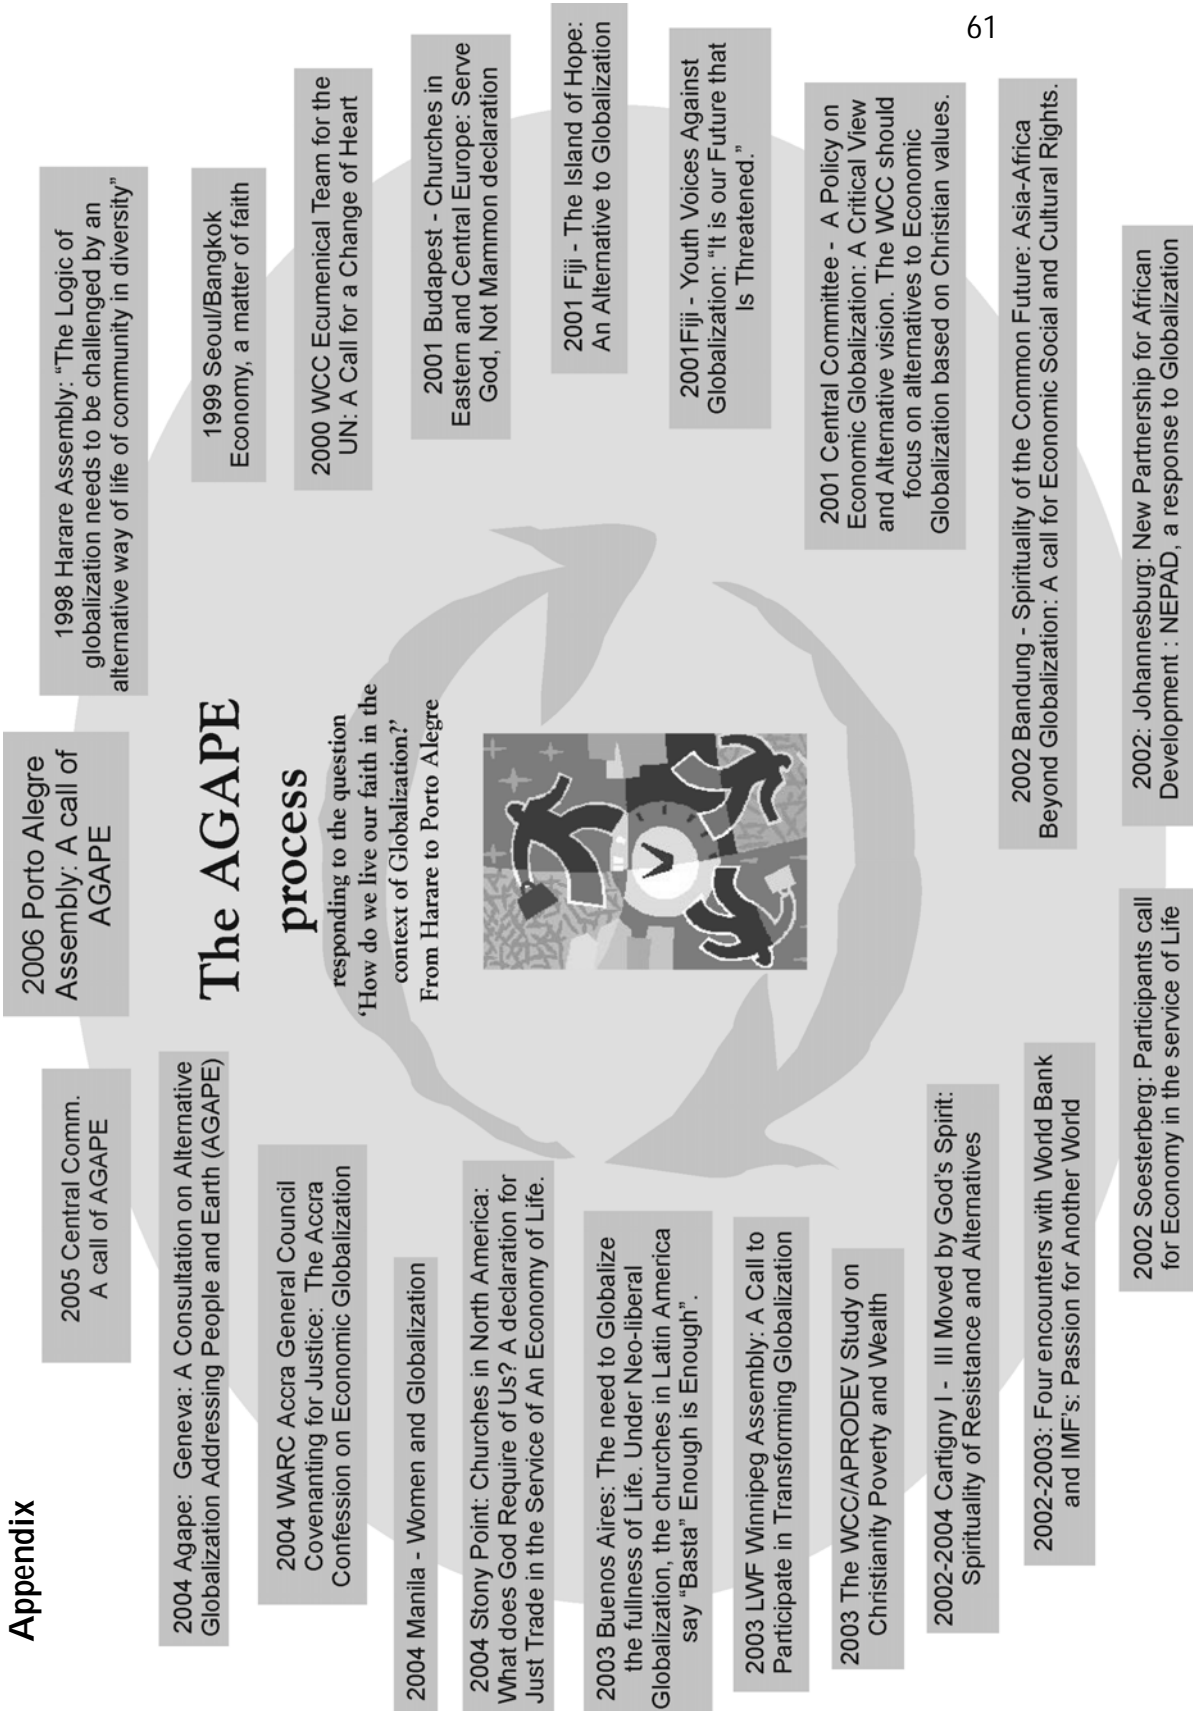 Appendix
61
The AGAPE
process
responding to the question
‘How do we live our faith in the
context of Globalization?’
From Harare to Porto Alegre
1998 Harare Assembly: “The Logic of
globalization needs to be challenged by an
alternative way of life of community in diversity”
1999 Seoul/Bangkok
Economy, a matter of faith
2000 WCC Ecumenical Team for the
UN: A Call for a Change of Heart
2001 Budapest - Churches in
Eastern and Central Europe: Serve
God, Not Mammon declaration
2001 Fiji - The Island of Hope:
An Alternative to Globalization
2001Fiji - Youth Voices Against
Globalization: “It is our Future that
Is Threatened.”
2001 Central Committee - A Policy on
Economic Globalization: A Critical View
and Alternative vision. The WCC should
focus on alternatives to Economic
Globalization based on Christian values.
2002 Bandung - Spirituality of the Common Future: Asia-Africa
Beyond Globalization: A call for Economic Social and Cultural Rights.
2002: Johannesburg: New Partnership for African
Development : NEPAD, a response to Globalization
2002 Soesterberg: Participants call
for Economy in the service of Life
2002-2003: Four encounters with World Bank
and IMF's: Passion for Another World
2002-2004 Cartigny I - III Moved by God's Spirit:
Spirituality of Resistance and Alternatives
2003 The WCC/APRODEV Study on
Christianity Poverty and Wealth
2003 LWF Winnipeg Assembly: A Call to
Participate in Transforming Globalization
2003 Buenos Aires: The need to Globalize
the fullness of Life. Under Neo-liberal
Globalization, the churches in Latin America
say “Basta” Enough is Enough”.
2004 Stony Point: Churches in North America:
What does God Require of Us? A declaration for
Just Trade in the Service of An Economy of Life.
2004 Manila - Women and Globalization
2004 WARC Accra General Council
Covenanting for Justice: The Accra
Confession on Economic Globalization
2004 Agape: Geneva: A Consultation on Alternative
Globalization Addressing People and Earth (AGAPE)
2005 Central Comm.
A call of AGAPE
2006 Porto Alegre
Assembly: A call of
AGAPE